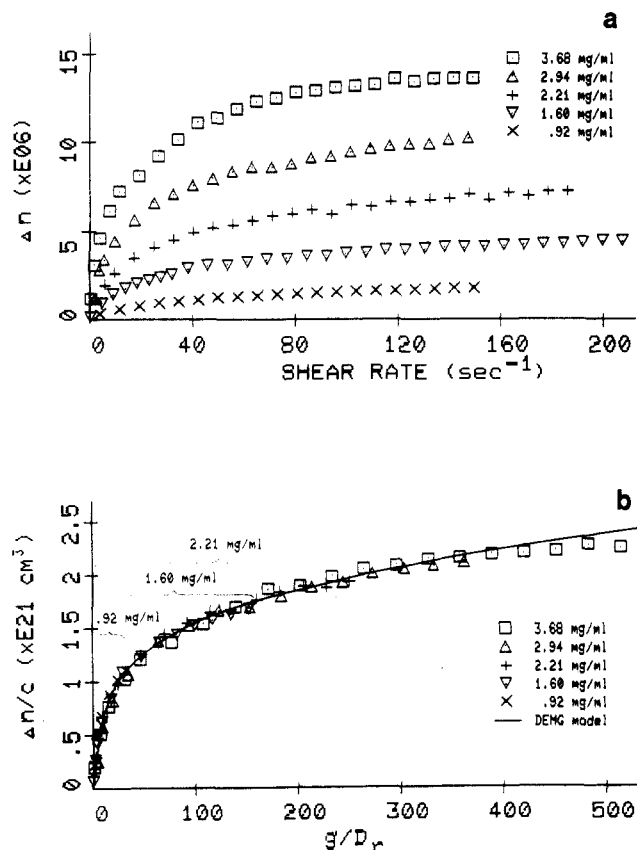 a
15
10
5
0
Δn (xE06)
3.68 mg/ml
2.94 mg/ml
2.21 mg/ml
1.60 mg/ml
.92 mg/ml
0 40 80 120 160 200
SHEAR RATE (sec⁻¹)
b
2.5
2
1.5
1
.5
0
Δn/c (xE21 cm³)
2.21 mg/ml
1.60 mg/ml
.92 mg/ml
3.68 mg/ml
2.94 mg/ml
2.21 mg/ml
1.60 mg/ml
.92 mg/ml
DEMG model
0 100 200 300 400 500
g/Dr